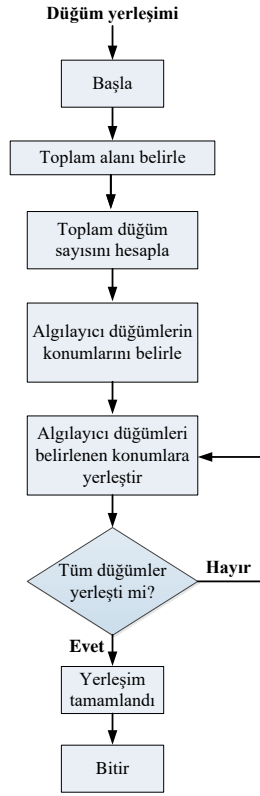 Düğüm yerleşimi
Başla
Toplam alanı belirle
Toplam düğüm
sayısını hesapla
Algılayıcı düğümlerin
konumlarını belirle
Algılayıcı düğümleri
belirlenen konumlara
yerleştir
Tüm düğümler
yerleşti mi?
Hayır
Evet
Yerleşim
tamamlandı
Bitir